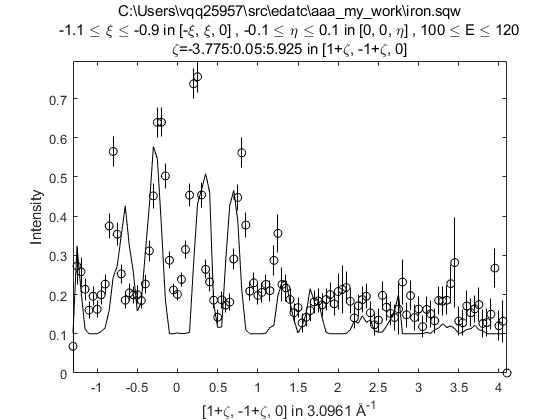 C:\Users\vqq25957\src\edatc\aaa_my_work\iron.sqw
-1.1 ≤ ξ ≤ -0.9 in [-ξ, ξ, 0] , -0.1 ≤ η ≤ 0.1 in [0, 0, η] , 100 ≤ E ≤ 120
ζ=-3.775:0.05:5.925 in [1+ζ, -1+ζ, 0]
0.7
0.6
0.5
0.4
0.3
0.2
0.1
0
Intensity
-1 -0.5 0 0.5 1 1.5 2 2.5 3 3.5 4
[1+ζ, -1+ζ, 0] in 3.0961 Å⁻¹